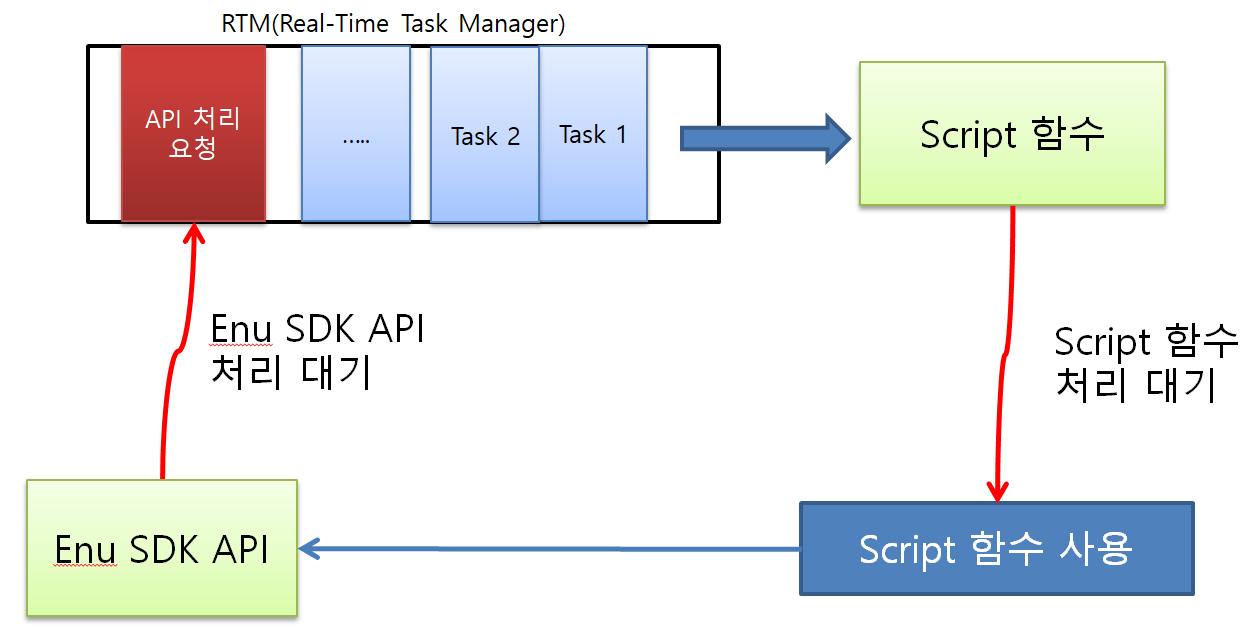 RTM(Real-Time Task Manager)
API 처리
요청
.....
Task 2
Task 1
Script 함수
Enu SDK API
처리 대기
Script 함수
처리 대기
Enu SDK API
Script 함수 사용